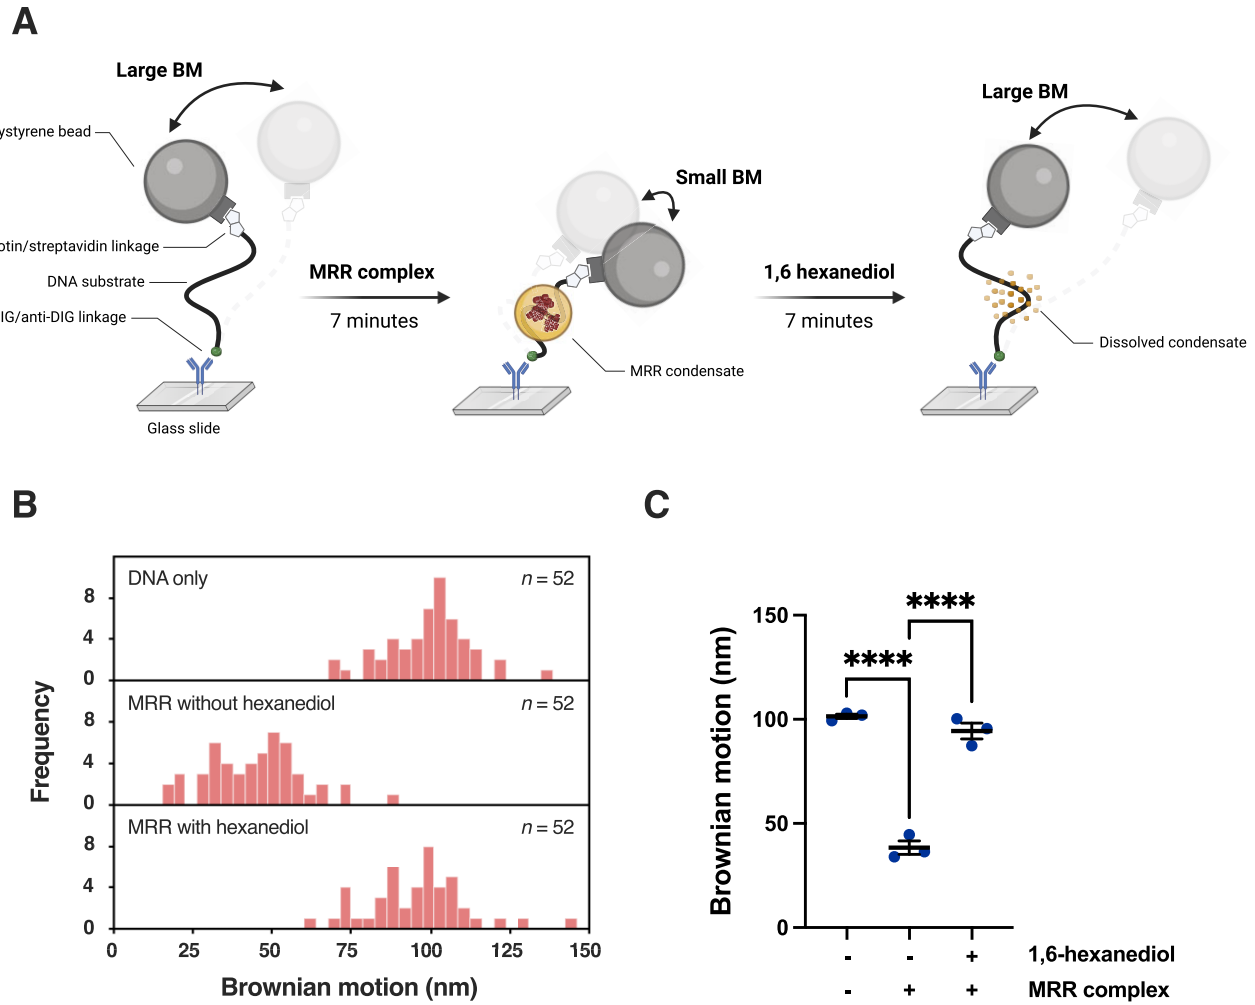 A
Large BM
ystyrene bead
otin/streptavidin linkage
DNA substrate
IG/anti-DIG linkage
Glass slide
MRR complex
7 minutes
Small BM
MRR condensate
1,6 hexanediol
7 minutes
Large BM
Dissolved condensate
B
DNA only
n = 52
8
4
0
MRR without hexanediol
n = 52
8
4
0
MRR with hexanediol
n = 52
8
4
0
0 25 50 75 100 125 150
Frequency
Brownian motion (nm)
C
****
****
150
100
50
0
Brownian motion (nm)
- - + 1,6-hexanediol
- + + MRR complex